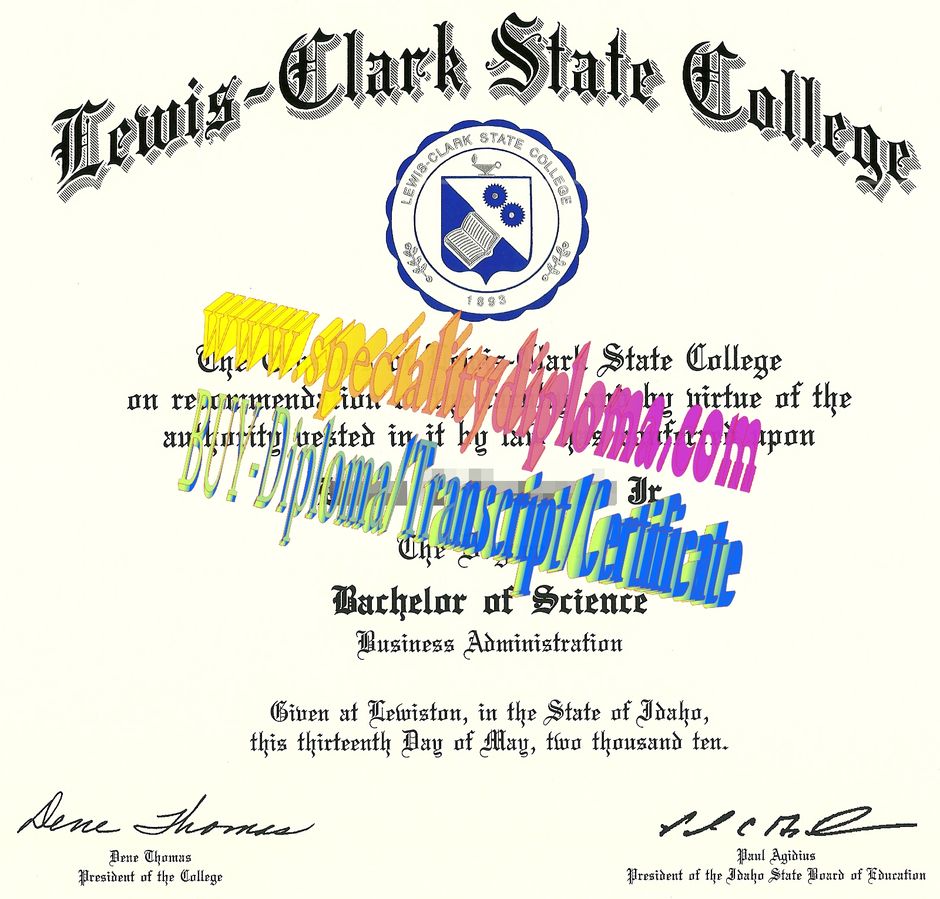 Lewis-Clark State College
LEWIS-CLARK STATE COLLEGE
1893
www.specialitydiploma.com
The Lewis-Clark State College
on recommendation by virtue of the
authority vested in it by upon
BUY-Diploma/Transcript/Certificate
Jr
The
Bachelor of Science
Business Administration
Given at Lewiston, in the State of Idaho,
this thirteenth Day of May, two thousand ten.
Dene Thomas
Dene Thomas
President of the College
Paul Agidius
President of the Idaho State Board of Education